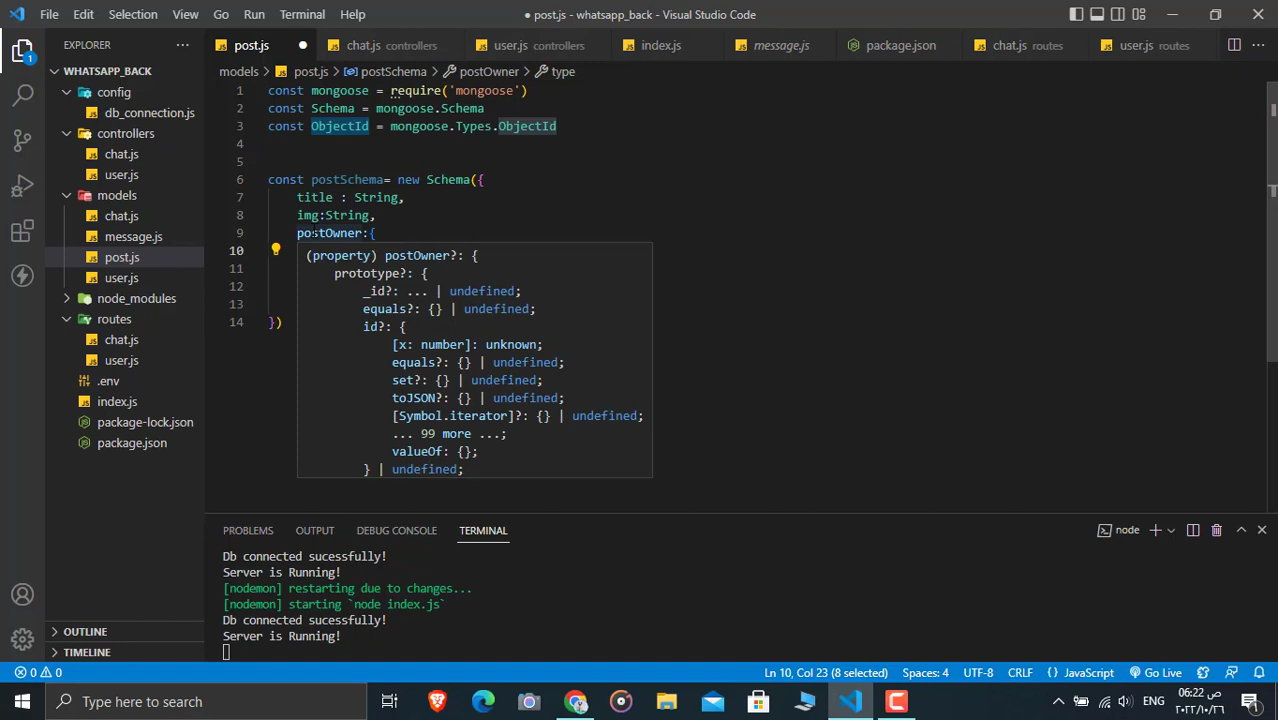 File Edit Selection View Go Run Terminal Help
● post.js - whatsapp_back - Visual Studio Code
EXPLORER
post.js
chat.js controllers
user.js controllers
index.js
message.js
package.json
chat.js routes
user.js routes
WHATSAPP_BACK
config
db_connection.js
controllers
chat.js
user.js
models
chat.js
message.js
post.js
user.js
node_modules
routes
chat.js
user.js
.env
index.js
package-lock.json
package.json
OUTLINE
TIMELINE
1
models > post.js > postSchema > postOwner > type
1 const mongoose = require('mongoose')
2 const Schema = mongoose.Schema
3 const ObjectId = mongoose.Types.ObjectId
4
5
6 const postSchema= new Schema({
7 title : String,
8 img:String,
9 postOwner:{
10
11
12
13
14 })
(property) postOwner?: {
prototype?: {
_id?: ... | undefined;
equals?: {} | undefined;
id?: {
[x: number]: unknown;
equals?: {} | undefined;
set?: {} | undefined;
toJSON?: {} | undefined;
[Symbol.iterator]?: {} | undefined;
... 99 more ...;
valueOf: {};
} | undefined;
PROBLEMS OUTPUT DEBUG CONSOLE TERMINAL
node
Db connected sucessfully!
Server is Running!
[nodemon] restarting due to changes...
[nodemon] starting `node index.js`
Db connected sucessfully!
Server is Running!
0 0
Ln 10, Col 23 (8 selected) Spaces: 4 UTF-8 CRLF JavaScript Go Live
Type here to search
ENG
06:22 ص
٢٠٢٢/١٠/٢٦
1